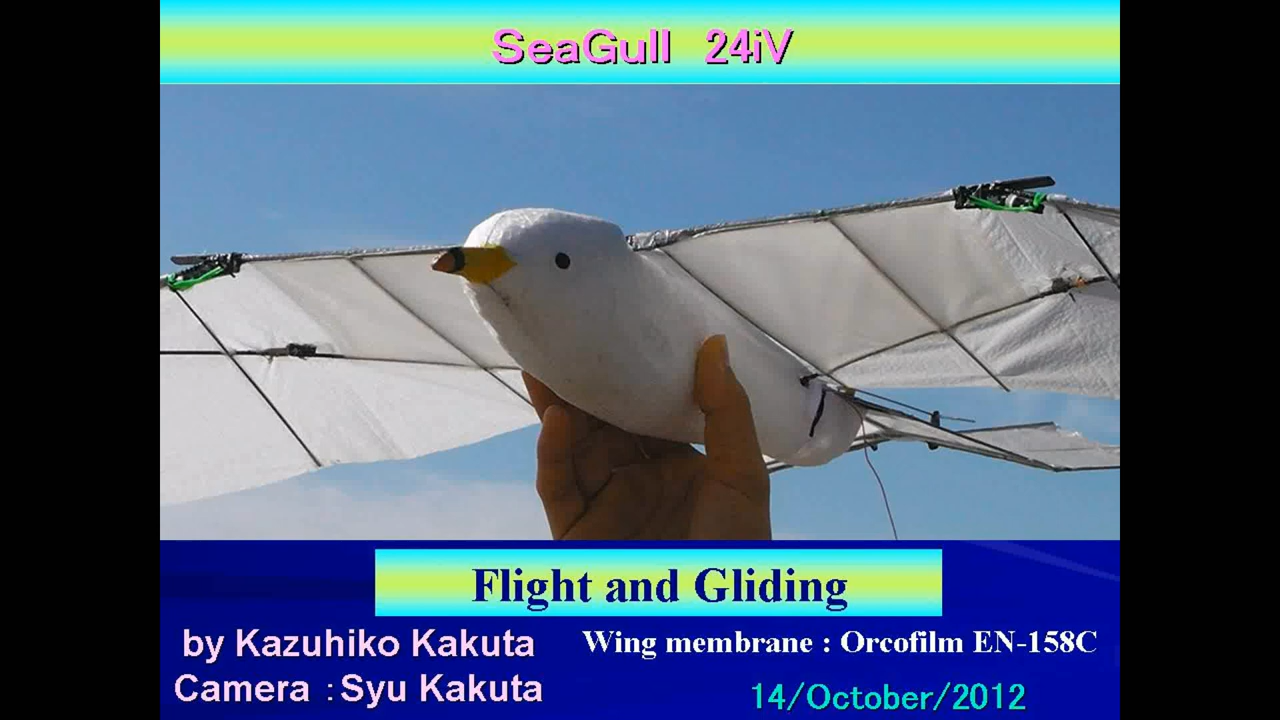 SeaGull 24iV
Flight and Gliding
by Kazuhiko Kakuta
Wing membrane : Orcofilm EN-158C
Camera : Syu Kakuta
14/October/2012